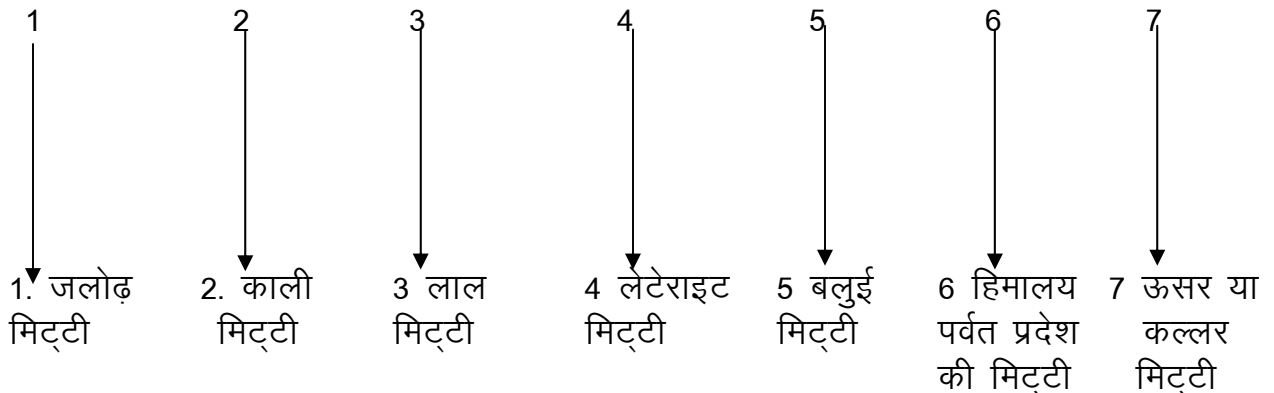 1 2 3 4 5 6 7
1. जलोढ़ 2. काली 3 लाल 4 लेटेराइट 5 बलुई 6 हिमालय 7 ऊसर या
मिट्टी मिट्टी मिट्टी मिट्टी मिट्टी पर्वत प्रदेश कल्लर
की मिट्टी मिट्टी